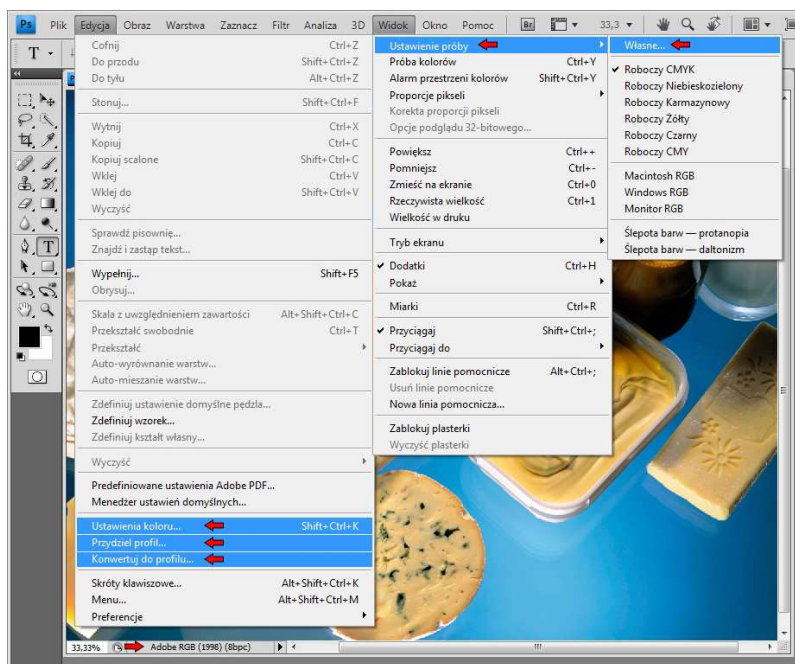 Ps Plik Edycja Obraz Warstwa Zaznacz Filtr Analiza 3D Widok Okno Pomoc Br 33,3
T
Cofnij Ctrl+Z
Do przodu Shift+Ctrl+Z
Do tyłu Alt+Ctrl+Z
Stonuj... Shift+Ctrl+F
Wytnij Ctrl+X
Kopiuj Ctrl+C
Kopiuj scalone Shift+Ctrl+C
Wklej Ctrl+V
Wklej do Shift+Ctrl+V
Wyczyść
Sprawdź pisownię...
Znajdź i zastąp tekst...
Wypełnij... Shift+F5
Obrysuj...
Skala z uwzględnieniem zawartości Alt+Shift+Ctrl+C
Przekształć swobodnie Ctrl+T
Przekształć
Auto-wyrównanie warstw...
Auto-mieszanie warstw...
Zdefiniuj ustawienie domyślne pędzla...
Zdefiniuj wzorek...
Zdefiniuj kształt własny...
Wyczyść
Predefiniowane ustawienia Adobe PDF...
Menedżer ustawień domyślnych...
Ustawienia koloru... Shift+Ctrl+K
Przydziel profil...
Konwertuj do profilu...
Skróty klawiszowe... Alt+Shift+Ctrl+K
Menu... Alt+Shift+Ctrl+M
Preferencje
Ustawienie próby
Próba kolorów Ctrl+Y
Alarm przestrzeni kolorów Shift+Ctrl+Y
Proporcje pikseli
Korekta proporcji pikseli
Opcje podglądu 32-bitowego...
Powiększ Ctrl++
Pomniejsz Ctrl+-
Zmieść na ekranie Ctrl+0
Rzeczywista wielkość Ctrl+1
Wielkość w druku
Tryb ekranu
Dodatki Ctrl+H
Pokaż
Miarki Ctrl+R
Przyciągaj Shift+Ctrl+;
Przyciągaj do
Zablokuj linie pomocnicze Alt+Ctrl+;
Usuń linie pomocnicze
Nowa linia pomocnicza...
Zablokuj plasterki
Wyczyść plasterki
Własne...
Roboczy CMYK
Roboczy Niebieskozielony
Roboczy Karmazynowy
Roboczy Żółty
Roboczy Czarny
Roboczy CMY
Macintosh RGB
Windows RGB
Monitor RGB
Ślepota barw — protanopia
Ślepota barw — daltonizm
T
33,33% Adobe RGB (1998) (8bpc)